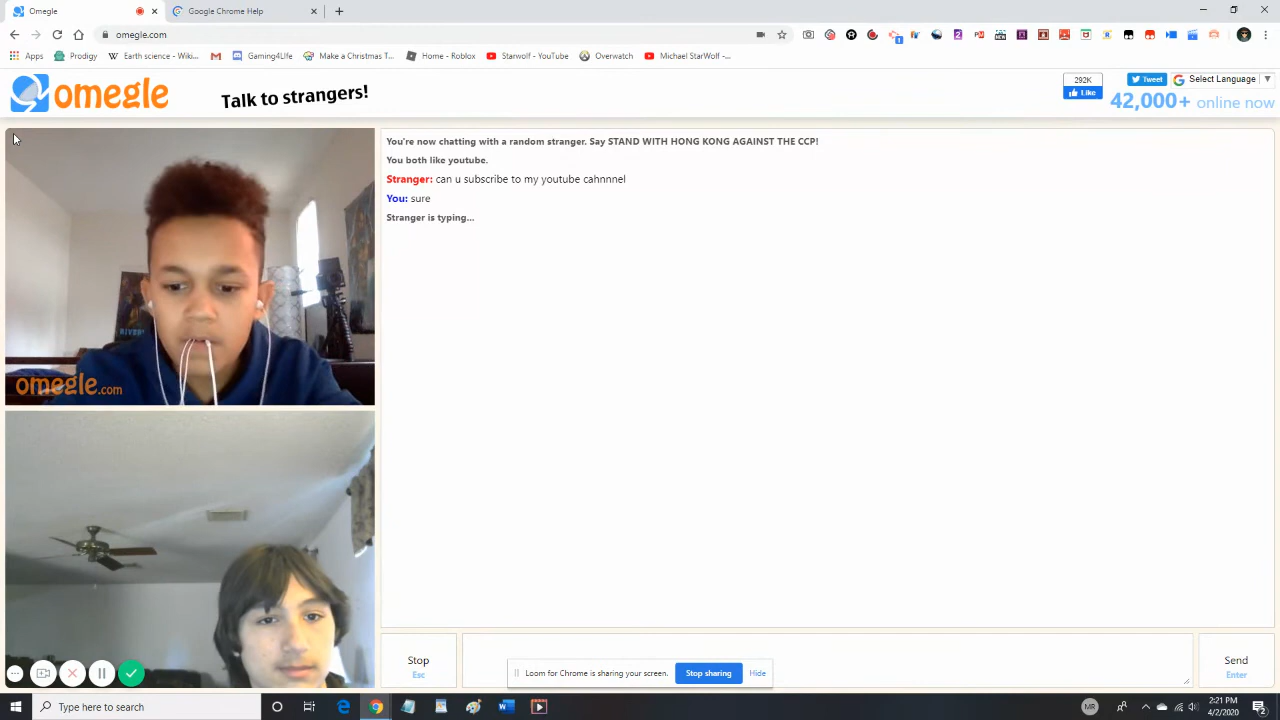 Omegle
Google Chrome Help
omegle.com
Apps
Prodigy
Earth science - Wiki...
Gaming4LIfe
Make a Christmas T...
Home - Roblox
Starwolf - YouTube
Overwatch
Michael StarWolf -...
omegle
Talk to strangers!
292K
Like
Tweet
Select Language
42,000+ online now
You're now chatting with a random stranger. Say STAND WITH HONG KONG AGAINST THE CCP!
You both like youtube.
Stranger: can u subscribe to my youtube cahnnnel
You: sure
Stranger is typing...
omegle.com
Stop
Esc
Loom for Chrome is sharing your screen.
Stop sharing
Hide
Send
Enter
Type here to search
MR
2:21 PM
4/2/2020
2